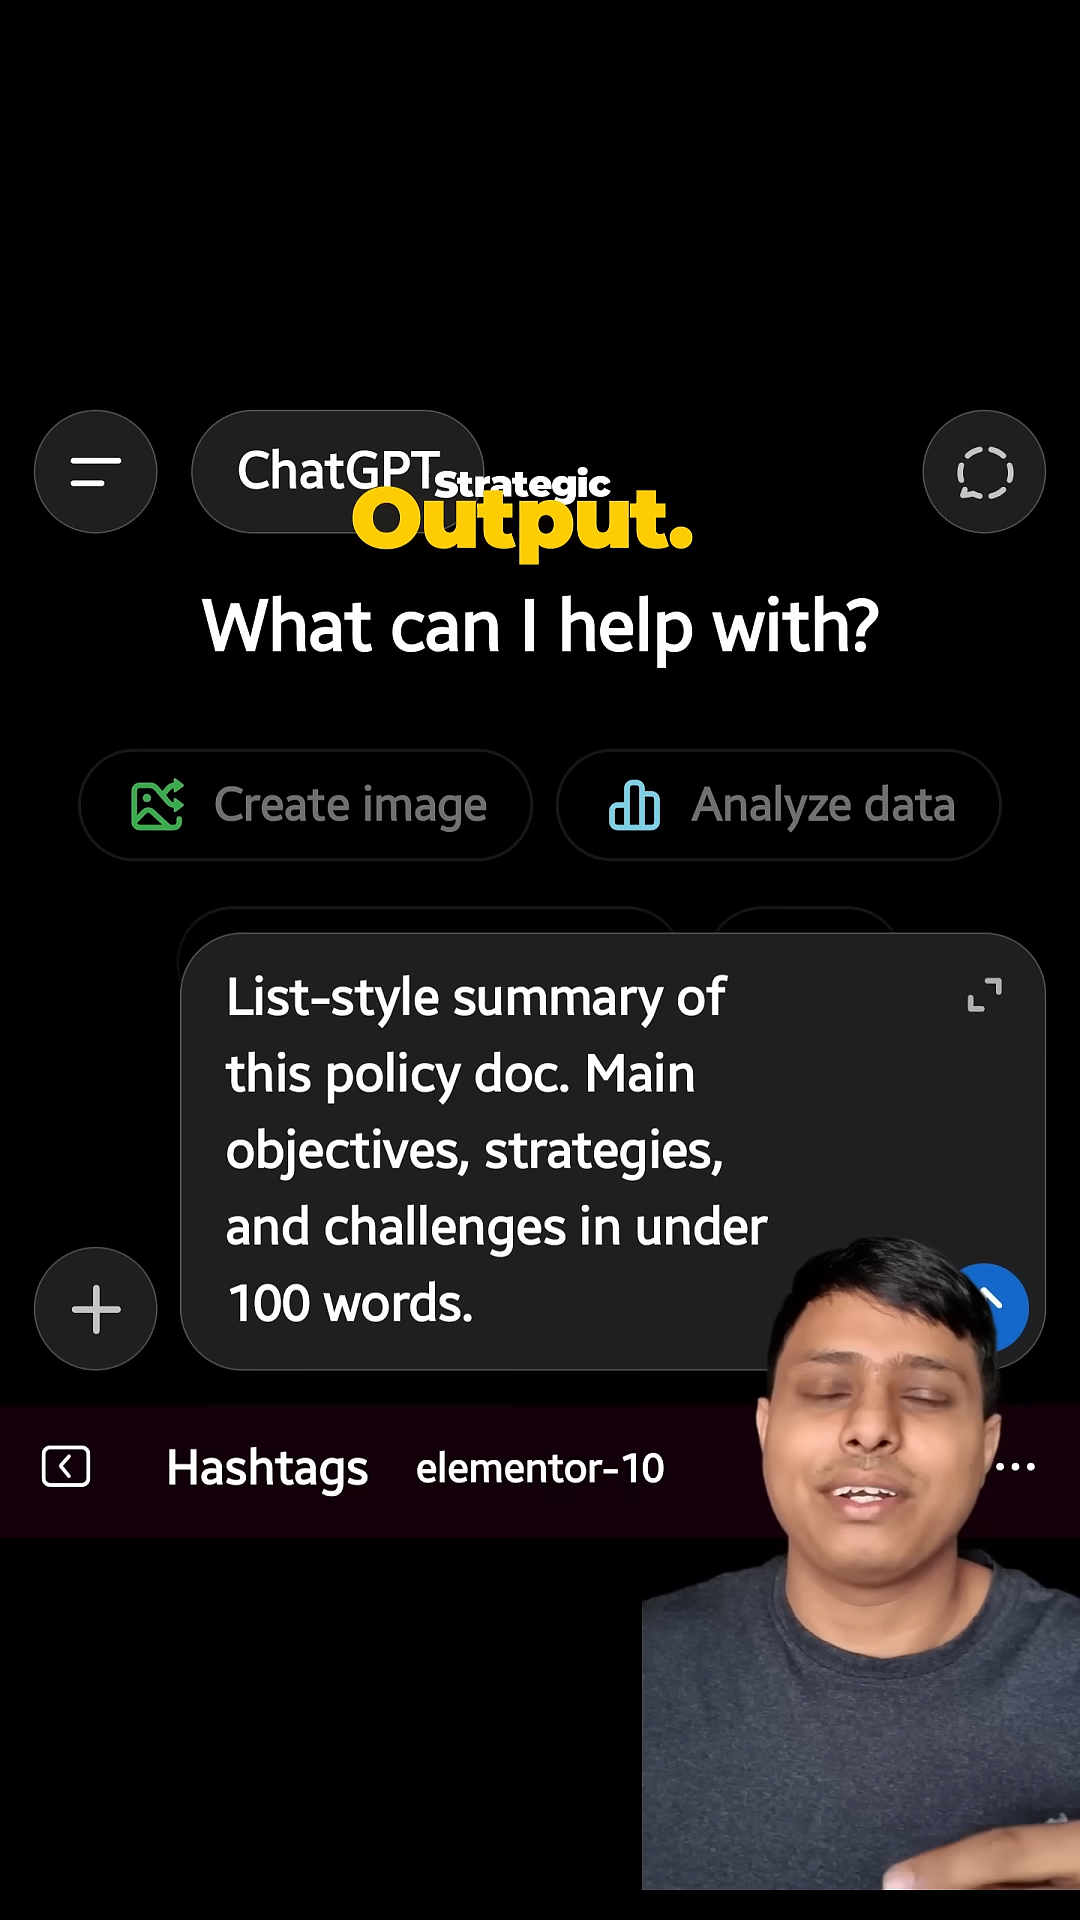 ChatGPT
Strategic
Output.
What can I help with?
Create image
Analyze data
List-style summary of
this policy doc. Main
objectives, strategies,
and challenges in under
100 words.
Hashtags elementor-10